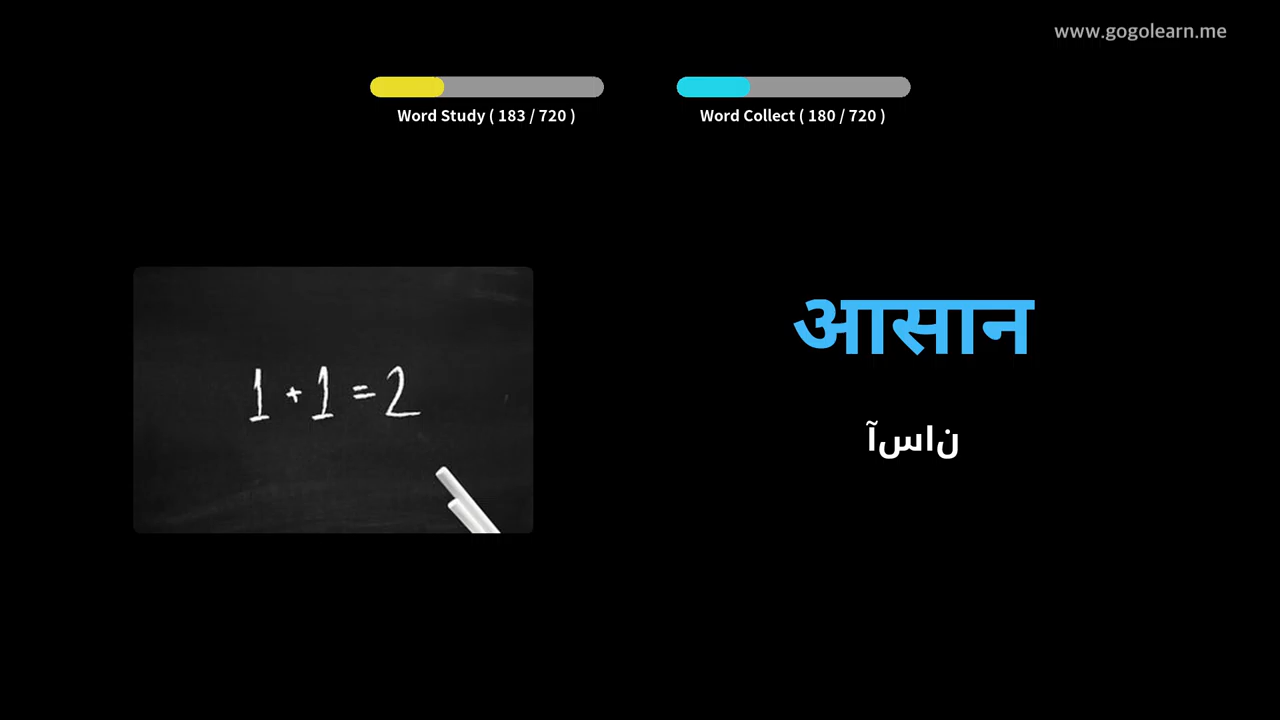 www.gogolearn.me
Word Study ( 183 / 720 )
Word Collect ( 180 / 720 )
1 + 1 = 2
आसान
آسان